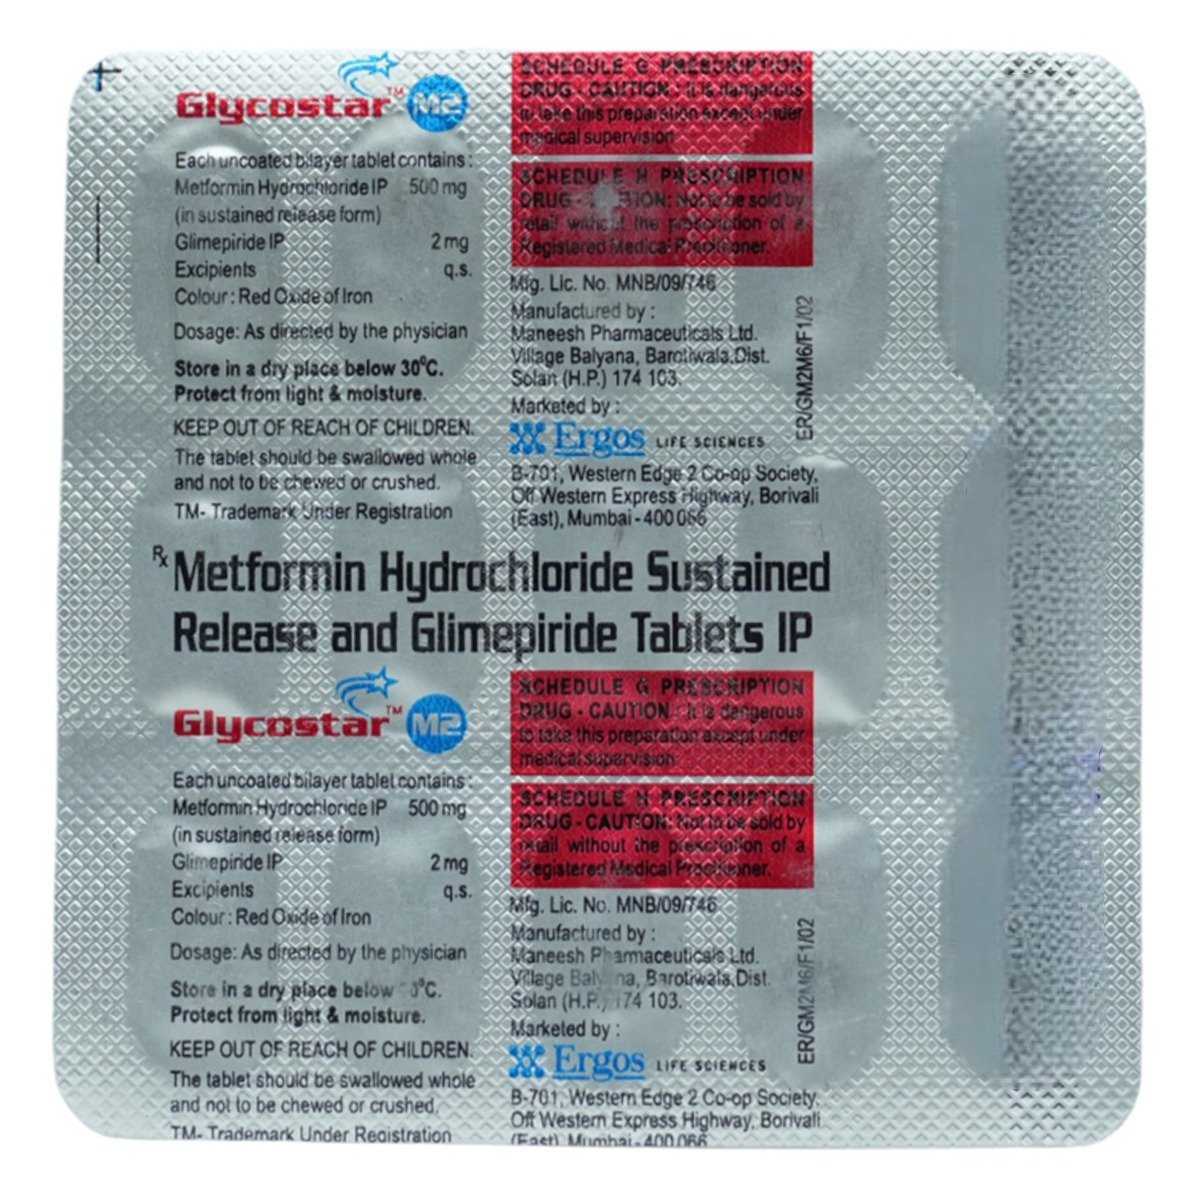 Glycostar™ M2
Each uncoated bilayer tablet contains :
Metformin Hydrochloride IP 500 mg
(in sustained release form)
Glimepiride IP 2 mg
Excipients q.s.
Colour : Red Oxide of Iron
Dosage: As directed by the physician
Store in a dry place below 30°C.
Protect from light & moisture.
KEEP OUT OF REACH OF CHILDREN.
The tablet should be swallowed whole
and not to be chewed or crushed.
TM- Trademark Under Registration
SCHEDULE G PRESCRIPTION
DRUG - CAUTION : It is dangerous
to take this preparation except under
medical supervision
SCHEDULE H PRESCRIPTION
DRUG - CAUTION: Not to be sold by
retail without the prescription of a
Registered Medical Practitioner.
Mfg. Lic. No. MNB/09/746
Manufactured by :
Maneesh Pharmaceuticals Ltd.
Village Balyana, Barotiwala.Dist.
Solan (H.P.) 174 103.
Marketed by :
Ergos LIFE SCIENCES
B-701, Western Edge 2 Co-op Society,
Off Western Express Highway, Borivali
(East), Mumbai - 400 066
ER/GM2M6/F1/02
Rx Metformin Hydrochloride Sustained
Release and Glimepiride Tablets IP
Glycostar™ M2
Each uncoated bilayer tablet contains :
Metformin Hydrochloride IP 500 mg
(in sustained release form)
Glimepiride IP 2 mg
Excipients q.s.
Colour : Red Oxide of Iron
Dosage: As directed by the physician
Store in a dry place below 30°C.
Protect from light & moisture.
KEEP OUT OF REACH OF CHILDREN.
The tablet should be swallowed whole
and not to be chewed or crushed.
TM- Trademark Under Registration
SCHEDULE G PRESCRIPTION
DRUG - CAUTION : It is dangerous
to take this preparation except under
medical supervision
SCHEDULE H PRESCRIPTION
DRUG - CAUTION: Not to be sold by
retail without the prescription of a
Registered Medical Practitioner.
Mfg. Lic. No. MNB/09/746
Manufactured by :
Maneesh Pharmaceuticals Ltd.
Village Balyana, Barotiwala.Dist.
Solan (H.P.) 174 103.
Marketed by :
Ergos LIFE SCIENCES
B-701, Western Edge 2 Co-op Society,
Off Western Express Highway, Borivali
(East), Mumbai - 400 066
ER/GM2M6/F1/02